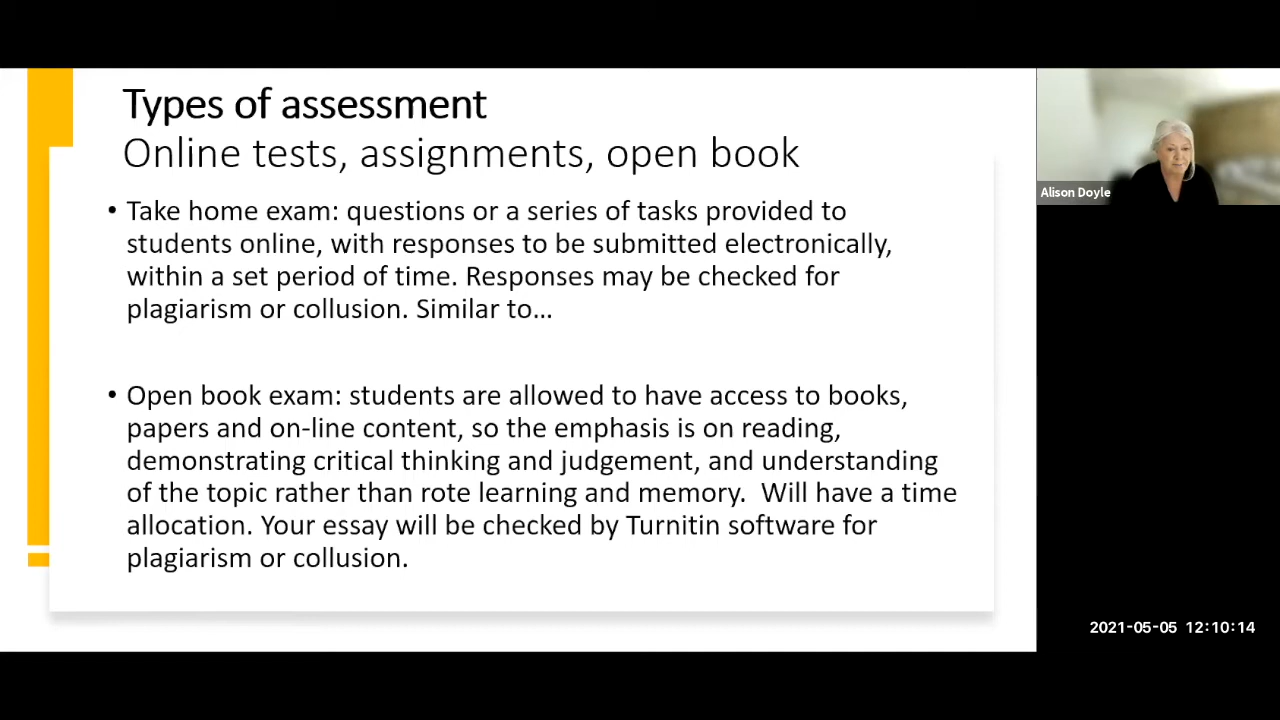 Types of assessment
Online tests, assignments, open book
• Take home exam: questions or a series of tasks provided to
students online, with responses to be submitted electronically,
within a set period of time. Responses may be checked for
plagiarism or collusion. Similar to…
• Open book exam: students are allowed to have access to books,
papers and on-line content, so the emphasis is on reading,
demonstrating critical thinking and judgement, and understanding
of the topic rather than rote learning and memory.  Will have a time
allocation. Your essay will be checked by Turnitin software for
plagiarism or collusion.
Alison Doyle
2021-05-05 12:10:14